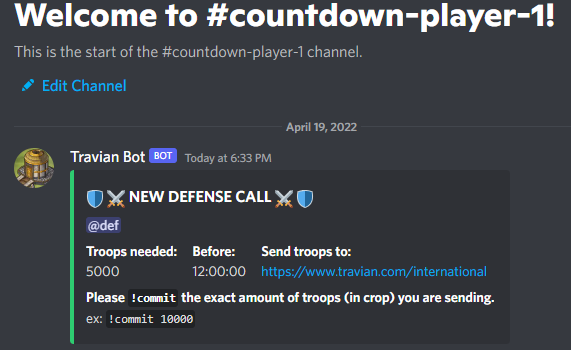 Welcome to #countdown-player-1!
This is the start of the #countdown-player-1 channel.
Edit Channel
April 19, 2022
Travian Bot BOT Today at 6:33 PM
NEW DEFENSE CALL
@def
Troops needed: Before: Send troops to:
5000 12:00:00 https://www.travian.com/international
Please !commit the exact amount of troops (in crop) you are sending.
ex: !commit 10000